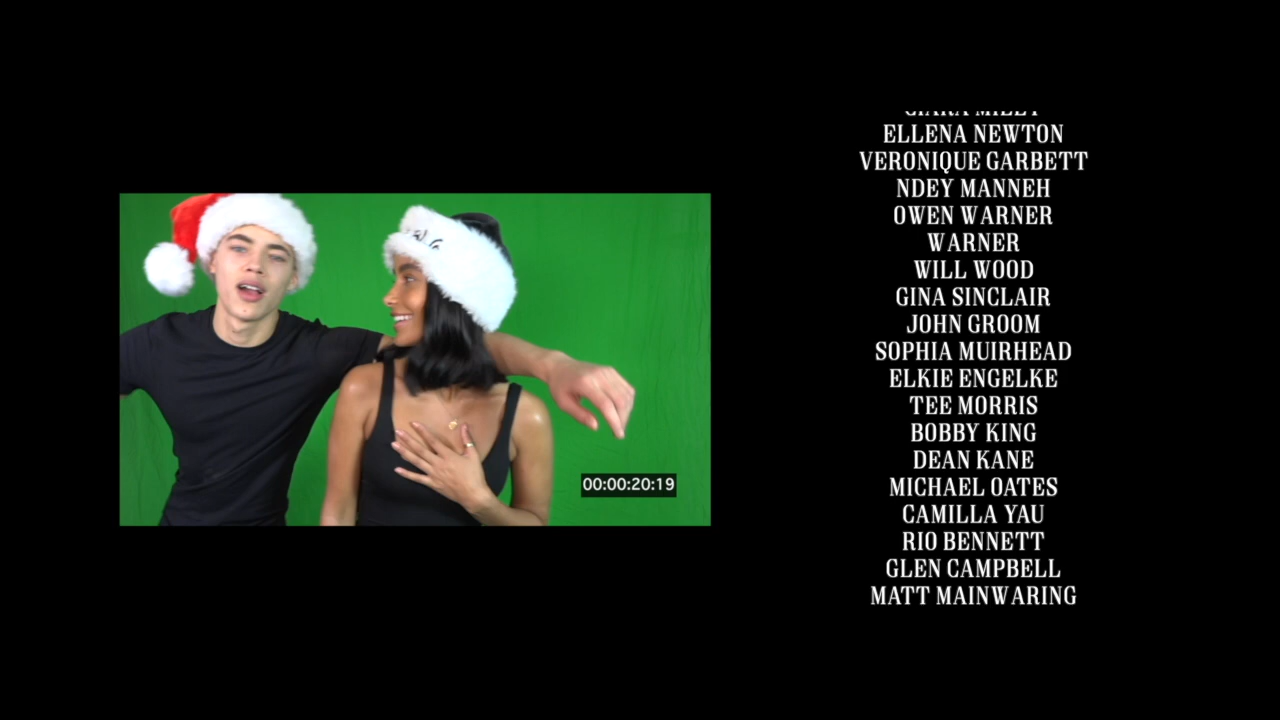 00:00:20:19
ELLENA NEWTON
VERONIQUE GARBETT
NDEY MANNEH
OWEN WARNER
WARNER
WILL WOOD
GINA SINCLAIR
JOHN GROOM
SOPHIA MUIRHEAD
ELKIE ENGELKE
TEE MORRIS
BOBBY KING
DEAN KANE
MICHAEL OATES
CAMILLA YAU
RIO BENNETT
GLEN CAMPBELL
MATT MAINWARING